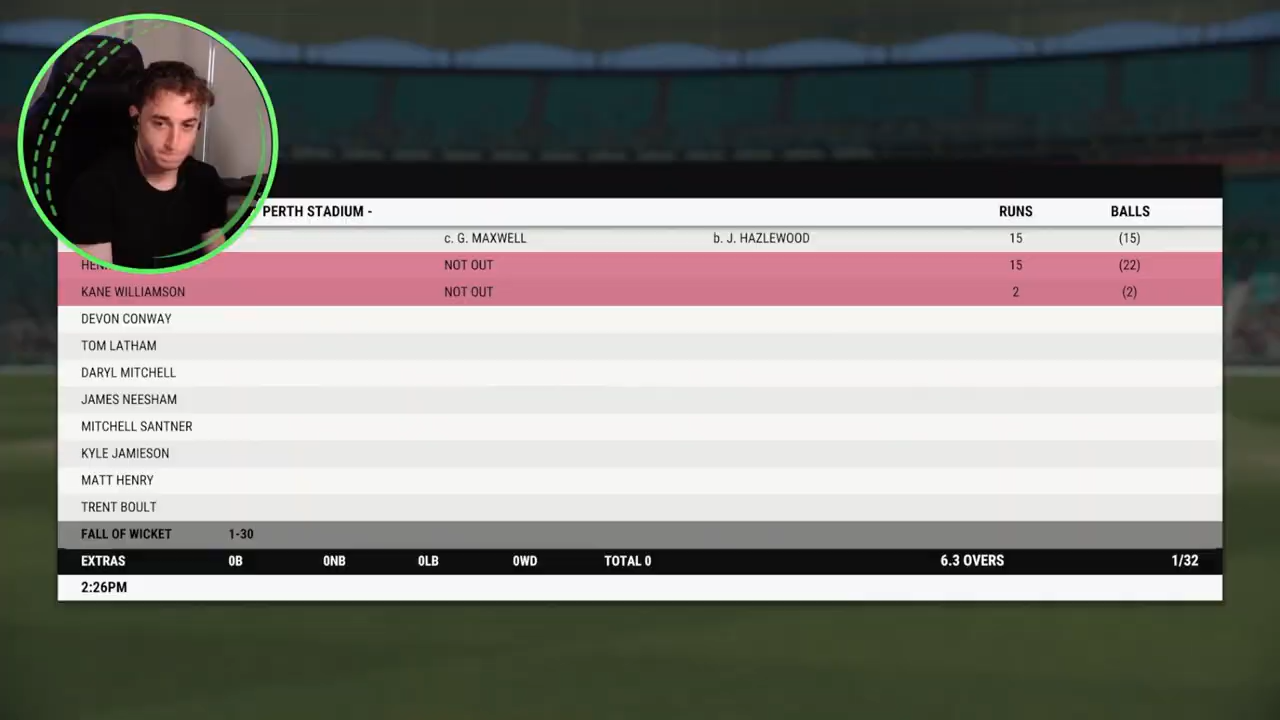 PERTH STADIUM - RUNS BALLS
c. G. MAXWELL b. J. HAZLEWOOD 15 (15)
NOT OUT 15 (22)
KANE WILLIAMSON NOT OUT 2 (2)
DEVON CONWAY
TOM LATHAM
DARYL MITCHELL
JAMES NEESHAM
MITCHELL SANTNER
KYLE JAMIESON
MATT HENRY
TRENT BOULT
FALL OF WICKET 1-30
EXTRAS 0B 0NB 0LB 0WD TOTAL 0 6.3 OVERS 1/32
2:26PM